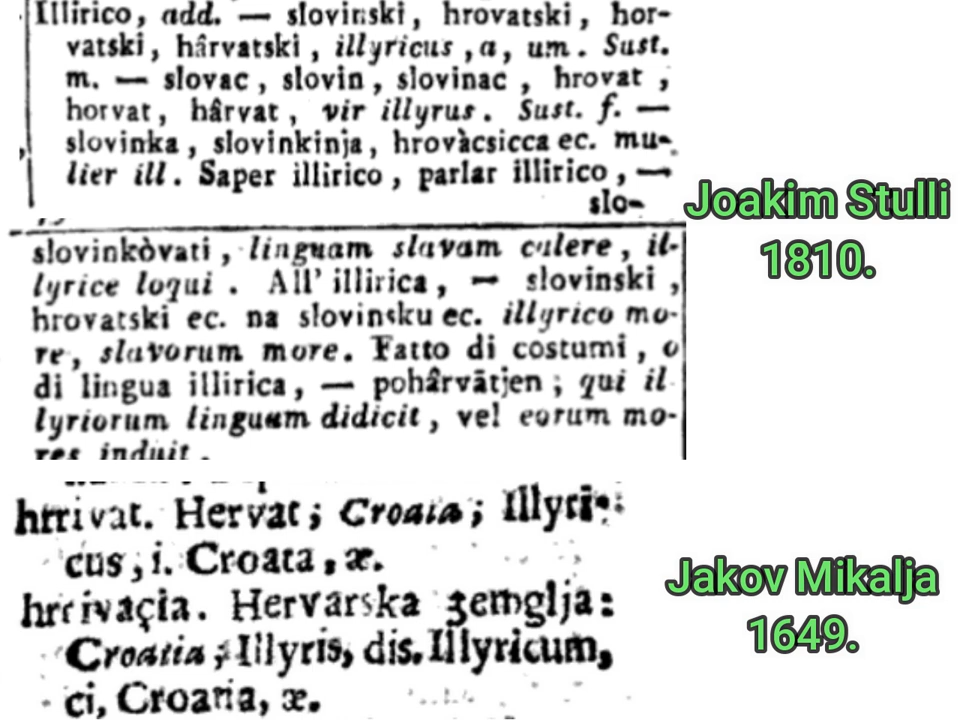 Illirico, add. — slovinski, hrovatski, hor-
vatski, hârvatski, illyricus, a, um. Sust.
m. — slovac, slovin, slovinac, hrovat,
horvat, hârvat, vir illyrus. Sust. f. —
slovinka, slovinkinja, hrovàcsicca ec. mu-
lier ill. Saper illirico, parlar illirico, —
slo-
slovinkòvati, linguam slavam culere, il-
lyrice loqui. All' illirica, — slovinski,
hrovatski ec. na slovinsku ec. illyrico mo-
re, slavorum more. Fatto di costumi, o
di lingua illirica, — pohârvātjen; qui il
lyriorum linguam didicit, vel eorum mo-
res induit.
Joakim Stulli
1810.
hrrivat. Hervat; Croata; Illyri-
cus, i. Croata, æ.
hrrivaçia. Hervatska zemglja:
Croatia; Illyris, dis. Illyricum,
ci, Croatia, æ.
Jakov Mikalja
1649.